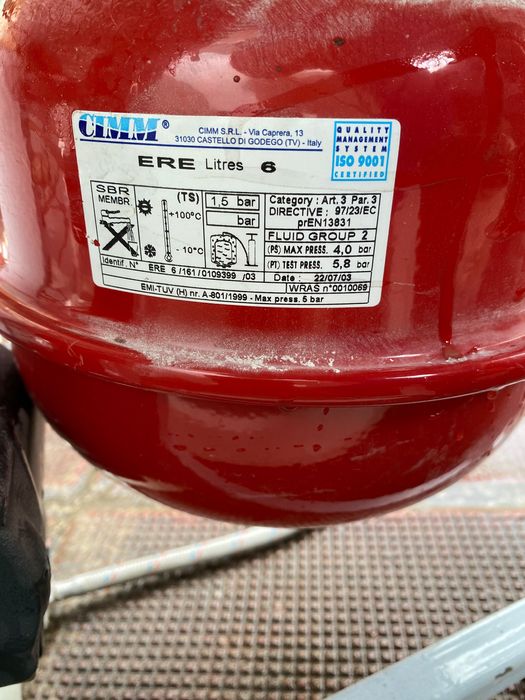 CIMM®
CIMM S.R.L. - Via Caprera, 13
31030 CASTELLO DI GODEGO (TV) - Italy
QUALITY
MANAGEMENT
SYSTEM
ISO 9001
CERTIFIED
ERE Litres 6
SBR
MEMBR.
(TS)
+100°C
- 10°C
1,5 bar
bar
Category : Art. 3 Par. 3
DIRECTIVE : 97/23/EC
prEN13831
FLUID GROUP 2
(PS) MAX PRESS. 4,0 bar
(PT) TEST PRESS. 5,8 bar
Identif. N° ERE 6 /161 / 0109399 /03
Date : 22/07/03
EMI-TUV (H) nr. A-801/1999 - Max press. 5 bar
WRAS n°0010069